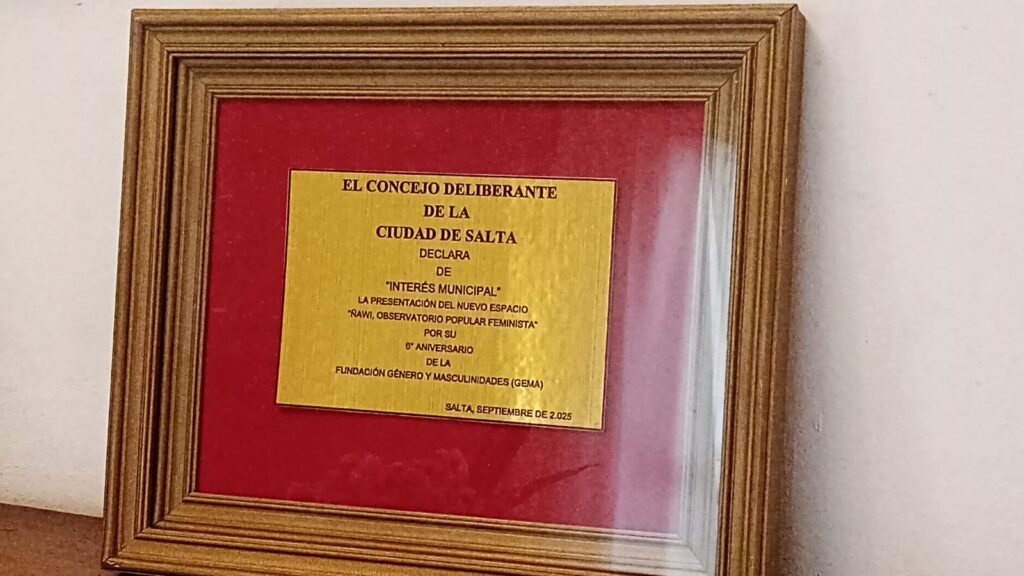 EL CONCEJO DELIBERANTE
DE LA
CIUDAD DE SALTA
DECLARA
DE
"INTERÉS MUNICIPAL"
LA PRESENTACIÓN DEL NUEVO ESPACIO
"ÑAWI, OBSERVATORIO POPULAR FEMINISTA"
POR SU
6° ANIVERSARIO
DE LA
FUNDACIÓN GÉNERO Y MASCULINIDADES (GEMA)
SALTA, SEPTIEMBRE DE 2.025